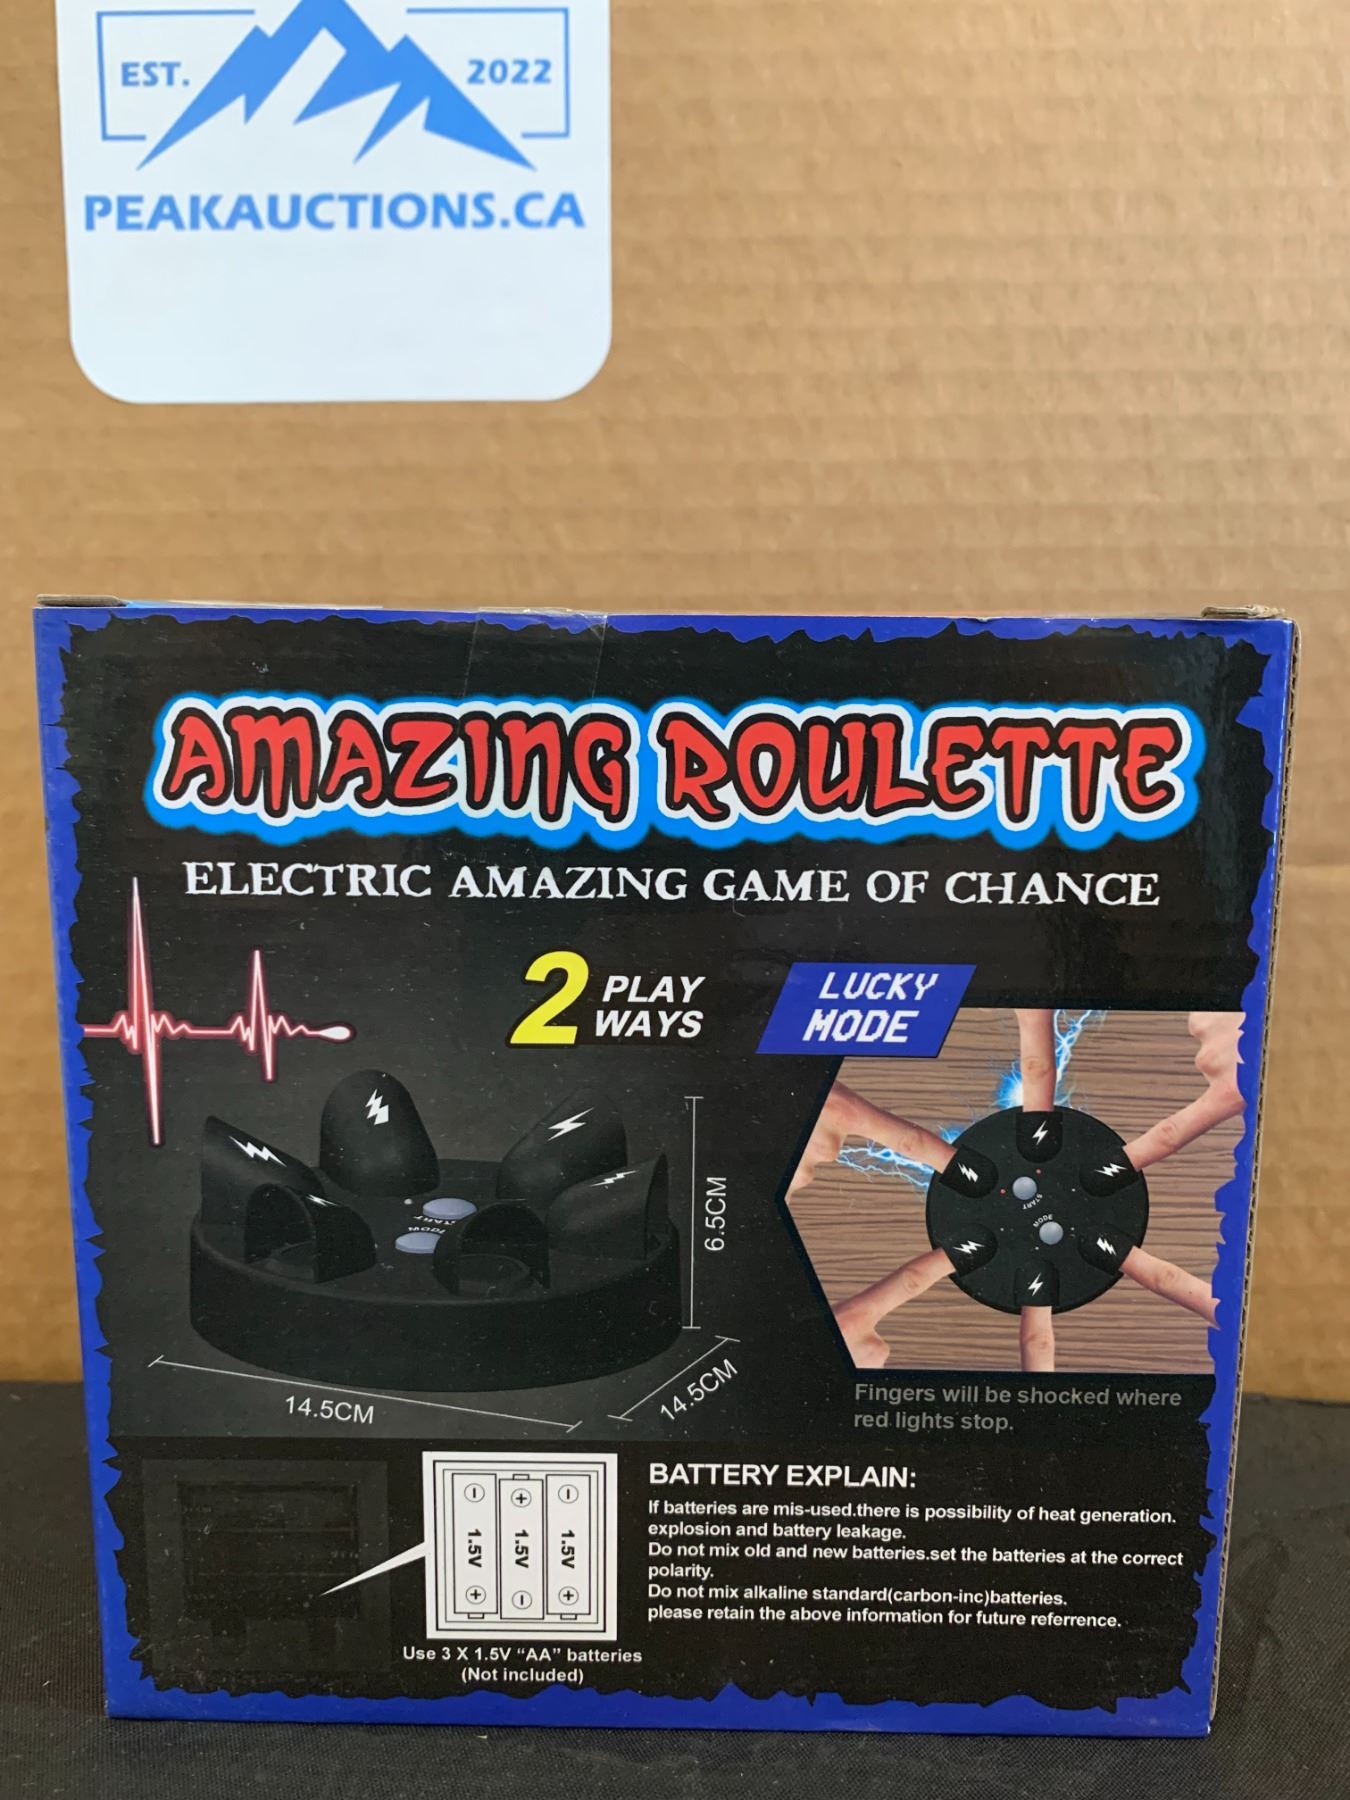 EST. 2022
PEAKAUCTIONS.CA
AMAZING ROULETTE
ELECTRIC AMAZING GAME OF CHANCE
2 PLAY
WAYS
LUCKY
MODE
START
MODE
6.5CM
14.5CM
14.5CM
START
MODE
Fingers will be shocked where
red lights stop.
1.5V
1.5V
1.5V
Use 3 X 1.5V “AA” batteries
(Not included)
BATTERY EXPLAIN:
If batteries are mis-used.there is possibility of heat generation.
explosion and battery leakage.
Do not mix old and new batteries.set the batteries at the correct
polarity.
Do not mix alkaline standard(carbon-inc)batteries.
please retain the above information for future referrence.